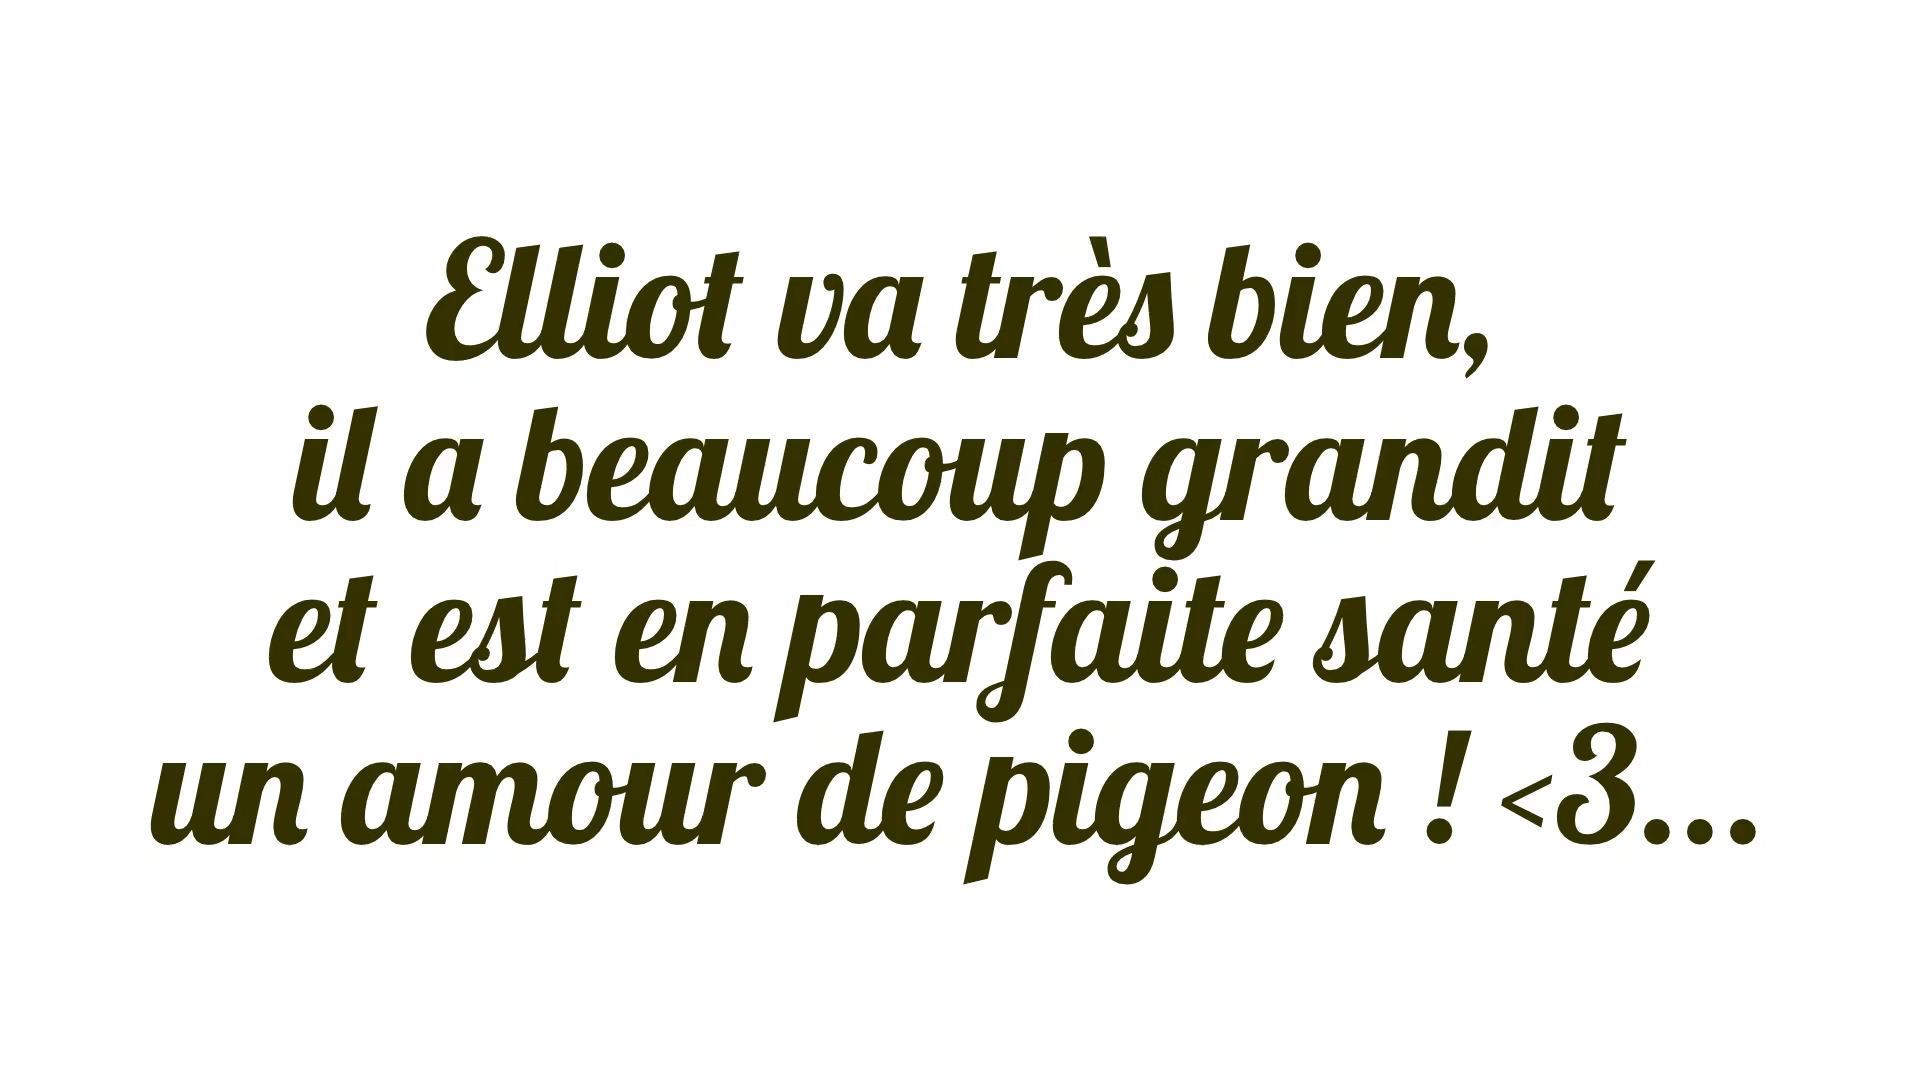 Elliot va très bien,
il a beaucoup grandit
et est en parfaite santé
un amour de pigeon ! <3...